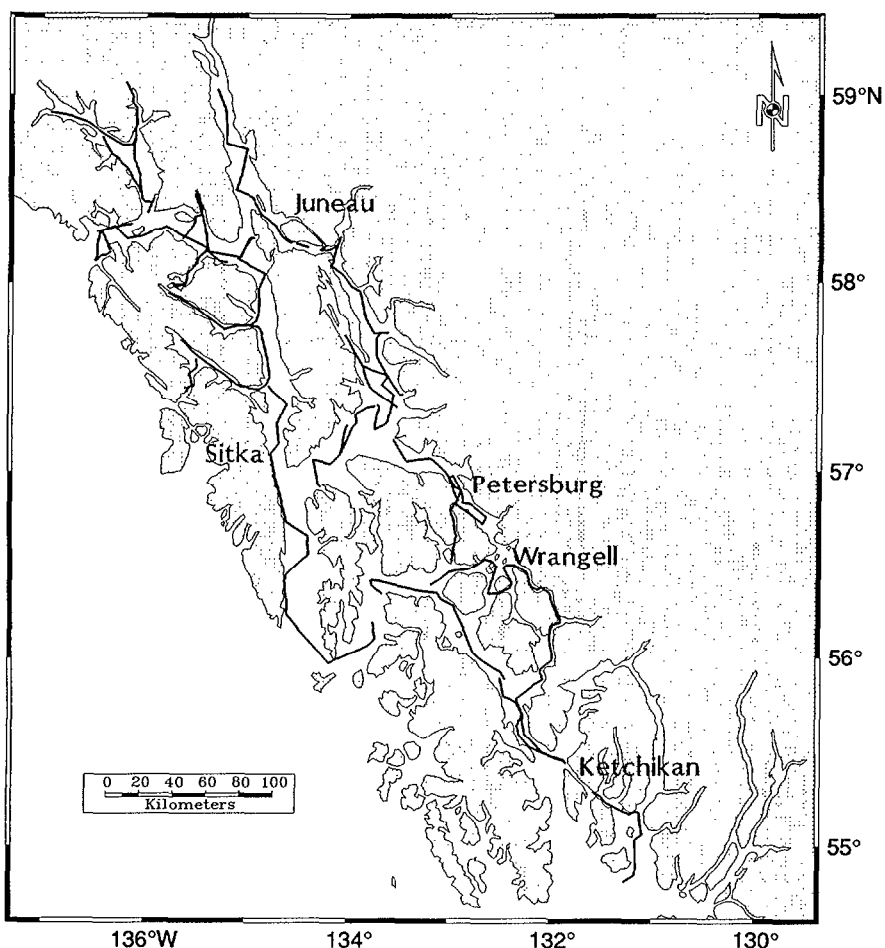 59°N
N
Juneau
58°
Sitka
57°
Petersburg
Wrangell
56°
Ketchikan
0 20 40 60 80 100
Kilometers
55°
136°W 134° 132° 130°